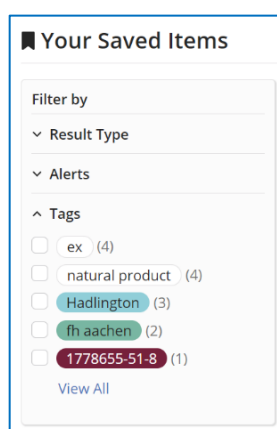 Your Saved Items
Filter by
Result Type
Alerts
Tags
ex (4)
natural product (4)
Hadlington (3)
fh aachen (2)
1778655-51-8 (1)
View All